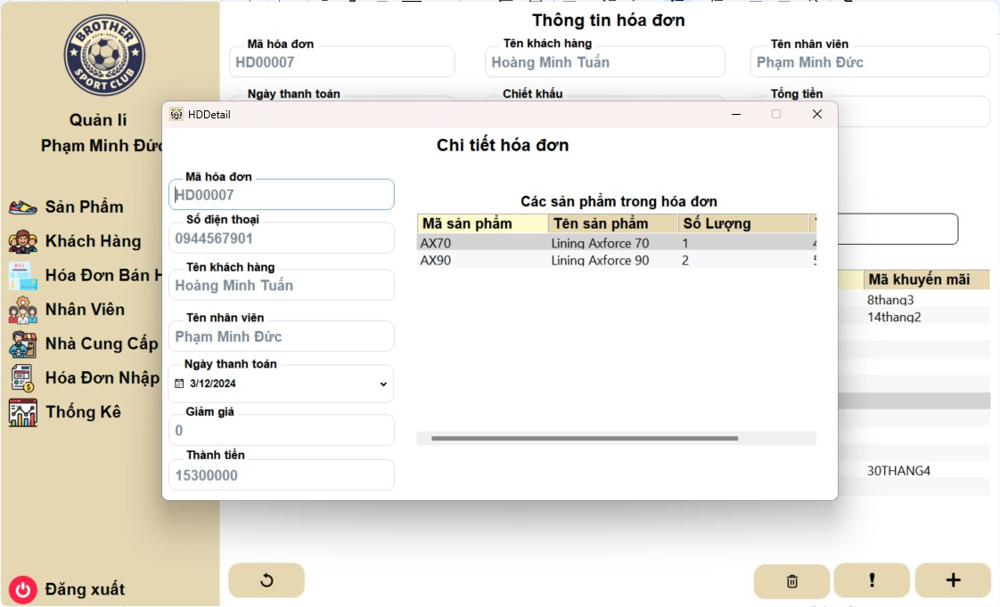 BROTHER
SPORT CLUB
Quản lí
Phạm Minh Đức
Sản Phẩm
Khách Hàng
Hóa Đơn Bán H
Nhân Viên
Nhà Cung Cấp
Hóa Đơn Nhập
Thống Kê
Đăng xuất
Thông tin hóa đơn
Mã hóa đơn
HD00007
Tên khách hàng
Hoàng Minh Tuấn
Tên nhân viên
Phạm Minh Đức
Ngày thanh toán
Chiết khấu
Tổng tiền
HDDetail
Chi tiết hóa đơn
Mã hóa đơn
HD00007
Số điện thoại
0944567901
Tên khách hàng
Hoàng Minh Tuấn
Tên nhân viên
Phạm Minh Đức
Ngày thanh toán
3/12/2024
Giảm giá
0
Thành tiền
15300000
Các sản phẩm trong hóa đơn
Mã sản phẩm Tên sản phẩm Số Lượng
AX70 Lining Axforce 70 1
AX90 Lining Axforce 90 2
Mã khuyến mãi
8thang3
14thang2
30THANG4